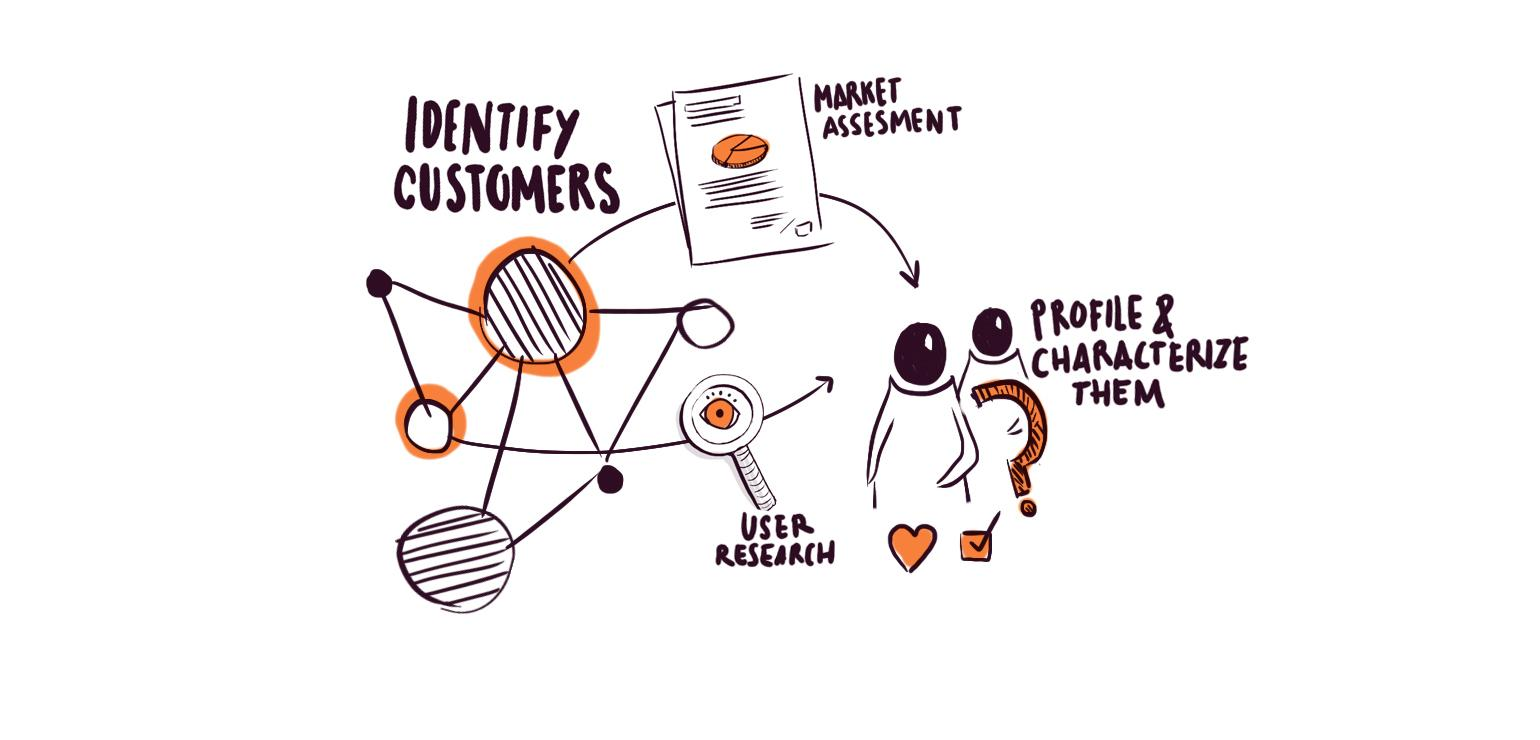 IDENTIFY
CUSTOMERS
MARKET
ASSESMENT
PROFILE &
CHARACTERIZE
THEM
USER
RESEARCH